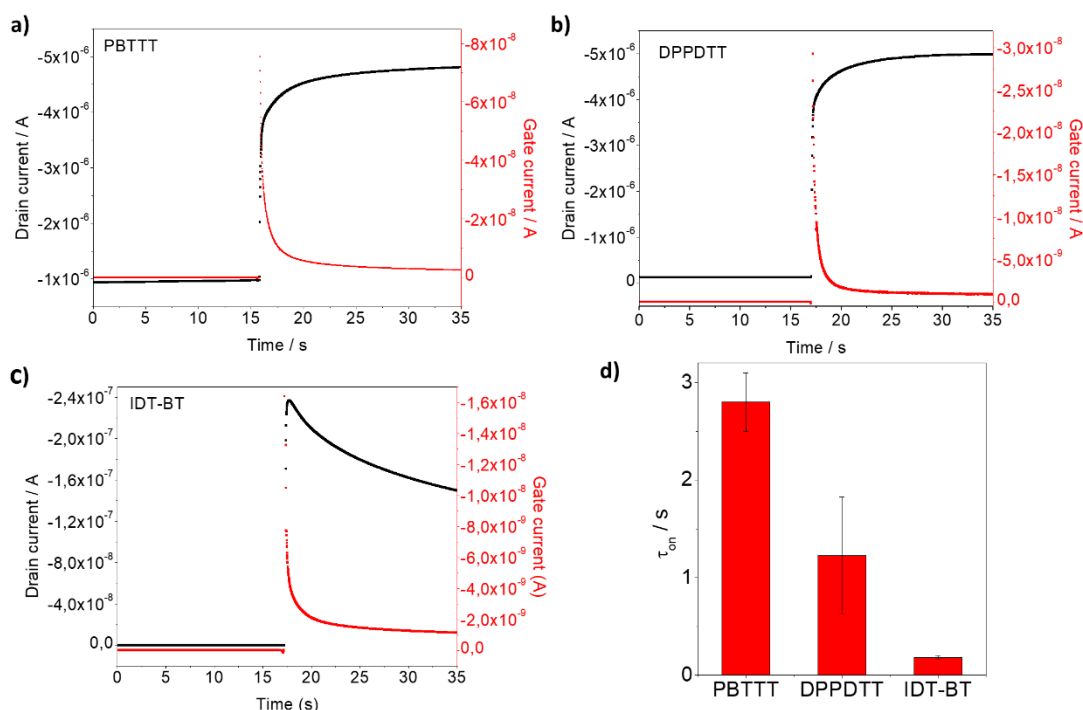 a)
PBTTT
-5x10⁻⁶
-4x10⁻⁶
-3x10⁻⁶
-2x10⁻⁶
-1x10⁻⁶
Drain current / A
-8x10⁻⁸
-6x10⁻⁸
-4x10⁻⁸
-2x10⁻⁸
0
Gate current / A
0 5 10 15 20 25 30 35
Time / s
b)
DPPDTT
-5x10⁻⁶
-4x10⁻⁶
-3x10⁻⁶
-2x10⁻⁶
-1x10⁻⁶
0
Drain current / A
-3,0x10⁻⁸
-2,5x10⁻⁸
-2,0x10⁻⁸
-1,5x10⁻⁸
-1,0x10⁻⁸
-5,0x10⁻⁹
0,0
Gate current / A
0 5 10 15 20 25 30 35
Time / s
c)
IDT-BT
-2,4x10⁻⁷
-2,0x10⁻⁷
-1,6x10⁻⁷
-1,2x10⁻⁷
-8,0x10⁻⁸
-4,0x10⁻⁸
0,0
Drain current / A
-1,6x10⁻⁸
-1,4x10⁻⁸
-1,2x10⁻⁸
-1,0x10⁻⁸
-8,0x10⁻⁹
-6,0x10⁻⁹
-4,0x10⁻⁹
-2,0x10⁻⁹
0,0
Gate current (A)
0 5 10 15 20 25 30 35
Time (s)
d)
3
2
1
0
τon / s
PBTTT DPPDTT IDT-BT